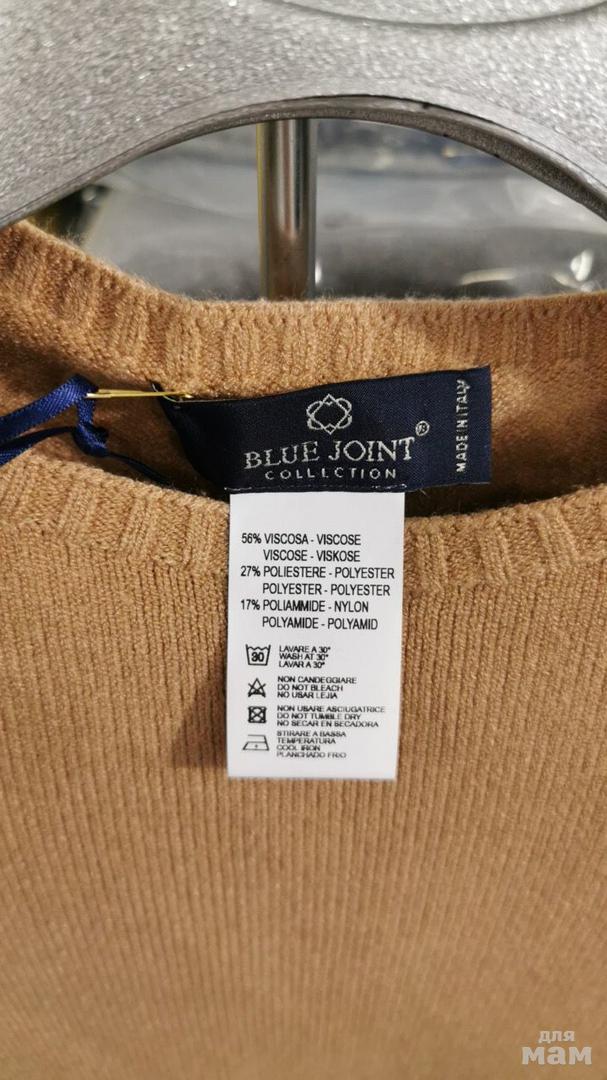 BLUE JOINT®
COLLECTION
MADE IN ITALY
56% VISCOSA - VISCOSE
VISCOSE - VISKOSE
27% POLIESTERE - POLYESTER
POLYESTER - POLYESTER
17% POLIAMMIDE - NYLON
POLYAMIDE - POLYAMID
30
LAVARE A 30°
WASH AT 30°
LAVAR A 30°
NON CANDEGGIARE
DO NOT BLEACH
NO USAR LEJIA
NON USARE ASCIUGATRICE
DO NOT TUMBLE DRY
NO SECAR EN SECADORA
STIRARE A BASSA
TEMPERATURA
COOL IRON
PLANCHADO FRIO
для
мам